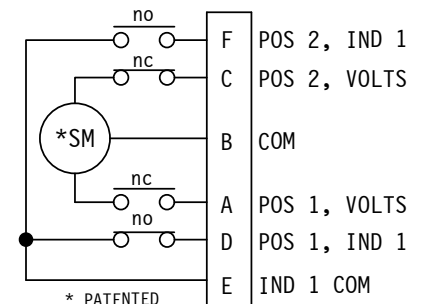 no
F POS 2, IND 1
nc
C POS 2, VOLTS
*SM
B COM
nc
A POS 1, VOLTS
no
D POS 1, IND 1
E IND 1 COM
* PATENTED